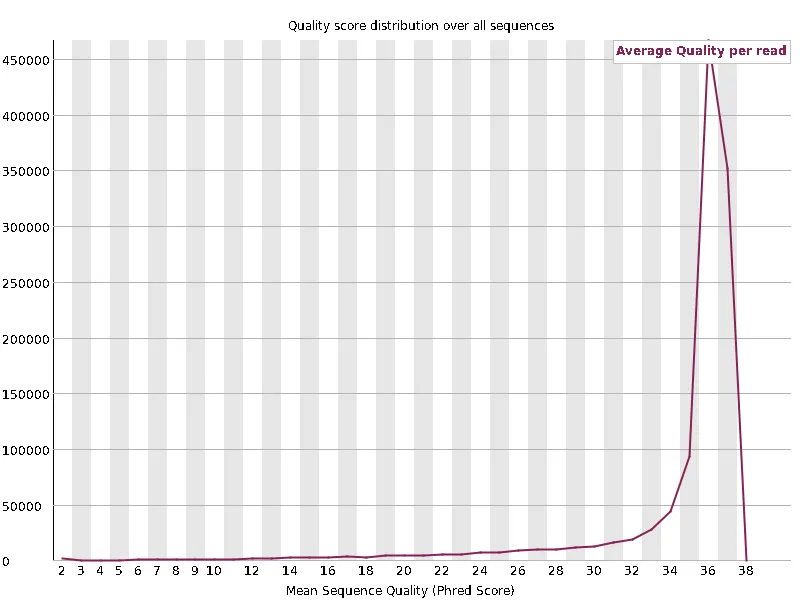 Quality score distribution over all sequences
Average Quality per read
450000
400000
350000
300000
250000
200000
150000
100000
50000
0
2 3 4 5 6 7 8 9 10 12 14 16 18 20 22 24 26 28 30 32 34 36 38
Mean Sequence Quality (Phred Score)